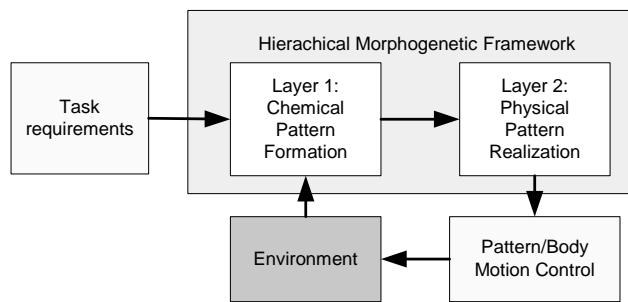 Hierachical Morphogenetic Framework
Task
requirements
Layer 1:
Chemical
Pattern
Formation
Layer 2:
Physical
Pattern
Realization
Environment
Pattern/Body
Motion Control